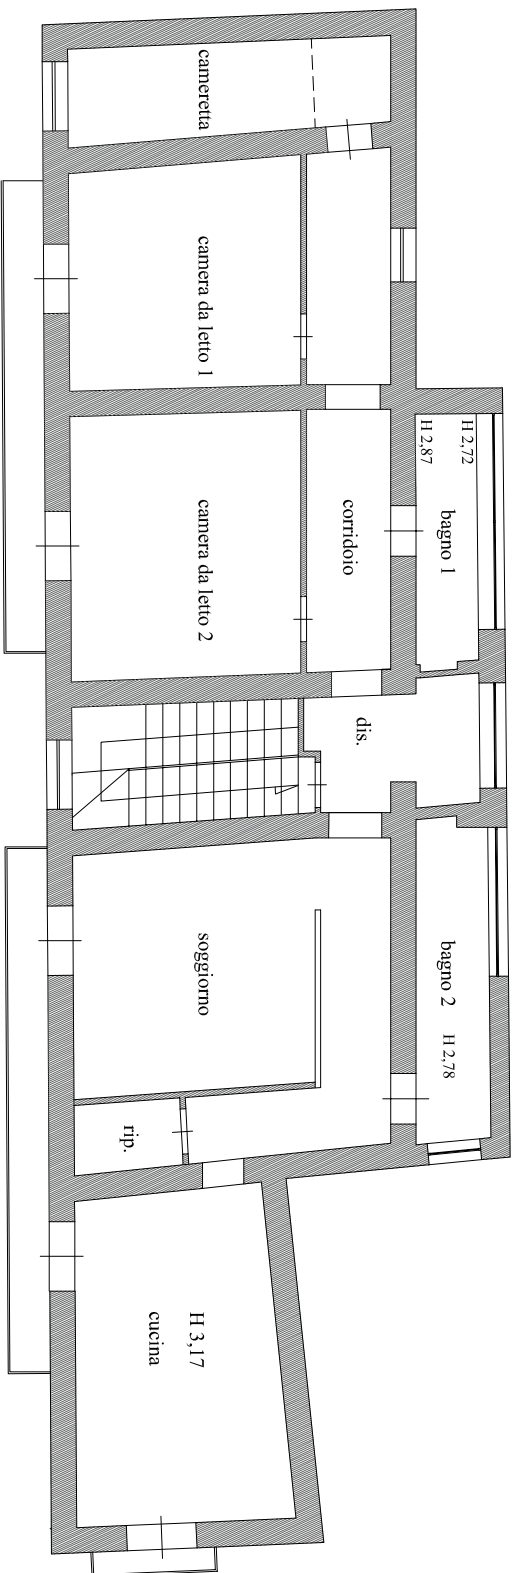 cameretta
camera da letto 1
H 2,72
H 2,87
bagno 1
corridoio
camera da letto 2
dis.
soggiorno
bagno 2
H 2,78
rip.
H 3,17
cucina